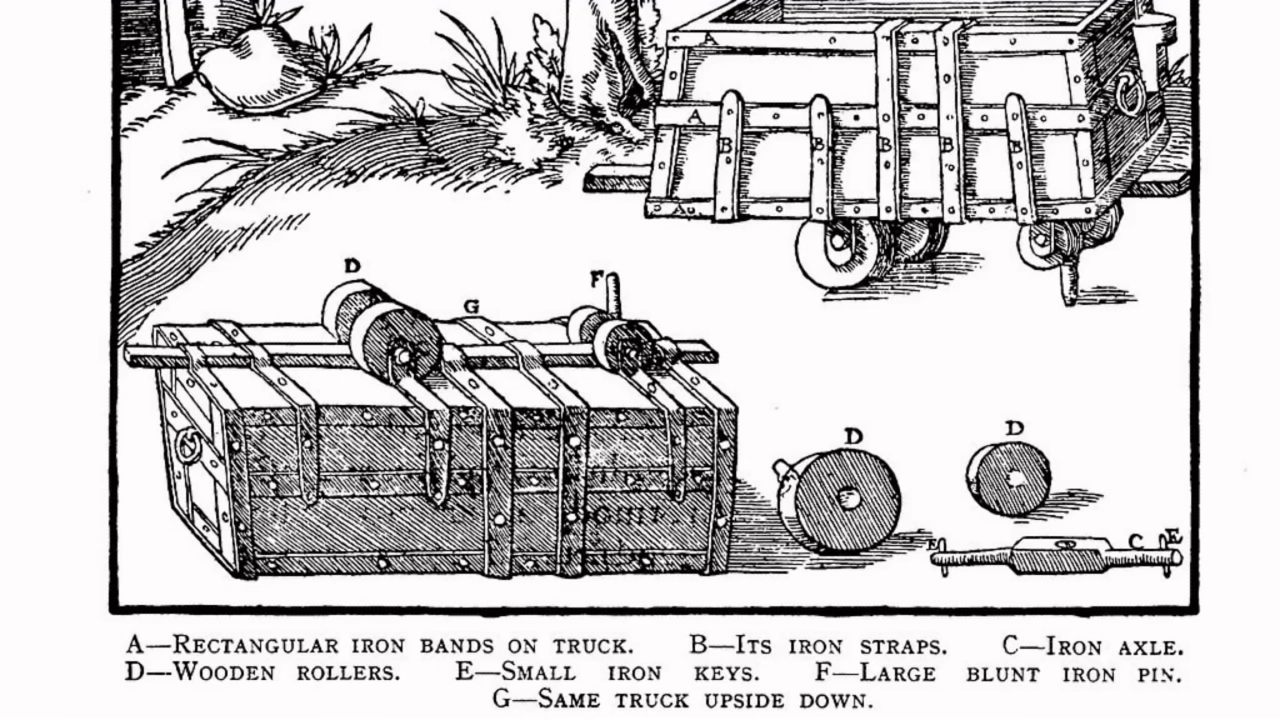 A
A
B B B B B
A
D
F
G
D D
E C E
A—RECTANGULAR IRON BANDS ON TRUCK. B—ITS IRON STRAPS. C—IRON AXLE.
D—WOODEN ROLLERS. E—SMALL IRON KEYS. F—LARGE BLUNT IRON PIN.
G—SAME TRUCK UPSIDE DOWN.